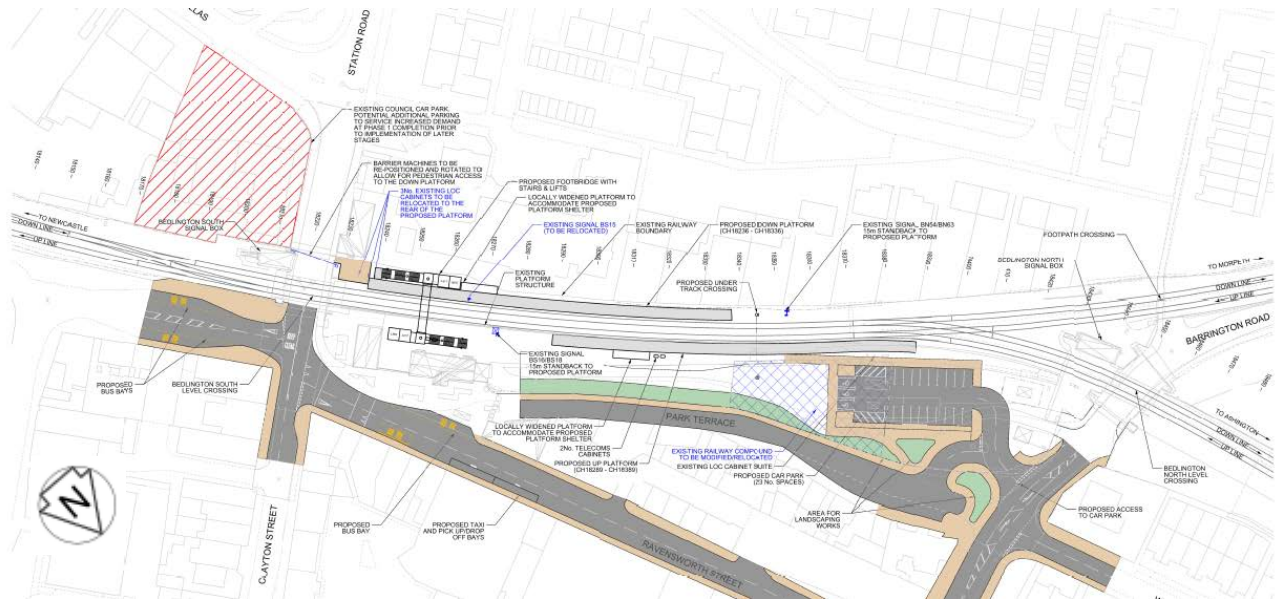 LLAS
STATION ROAD
EXISTING COUNCIL CAR PARK.
POTENTIAL ADDITIONAL PARKING
TO SERVICE INCREASED DEMAND
AT PHASE 1 COMPLETION PRIOR
TO IMPLEMENTATION OF LATER
STAGES
BARRIER MACHINES TO BE
RE-POSITIONED AND ROTATED TO
ALLOW FOR PEDESTRIAN ACCESS
TO THE DOWN PLATFORM
3No. EXISTING LOC
CABINETS TO BE
RELOCATED TO THE
REAR OF THE
PROPOSED PLATFORM
PROPOSED FOOTBRIDGE WITH
STAIRS & LIFTS
LOCALLY WIDENED PLATFORM TO
ACCOMMODATE PROPOSED
PLATFORM SHELTER
EXISTING SIGNAL BS15
(TO BE RELOCATED)
EXISTING RAILWAY
BOUNDARY
PROPOSED DOWN PLATFORM
(CH18236 - CH18336)
EXISTING SIGNAL BN54/BN63
15m STANDBACK TO
PROPOSED PLATFORM
FOOTPATH CROSSING
BEDLINGTON NORTH
SIGNAL BOX
TO MORPETH
DOWN LINE
UP LINE
BARRINGTON ROAD
BEDLINGTON SOUTH
SIGNAL BOX
TO NEWCASTLE
DOWN LINE
UP LINE
EXISTING
PLATFORM
STRUCTURE
PROPOSED UNDER
TRACK CROSSING
EXISTING SIGNAL
BS16/BS18
15m STANDBACK TO
PROPOSED PLATFORM
PROPOSED
BUS BAYS
BEDLINGTON SOUTH
LEVEL CROSSING
LOCALLY WIDENED PLATFORM
TO ACCOMMODATE PROPOSED
PLATFORM SHELTER
2No. TELECOMS
CABINETS
PROPOSED UP PLATFORM
(CH18289 - CH18389)
PARK TERRACE
EXISTING RAILWAY COMPOUND
TO BE MODIFIED/RELOCATED
EXISTING LOC CABINET SUITE
PROPOSED CAR PARK
(23 No. SPACES)
AREA FOR
LANDSCAPING
WORKS
PROPOSED ACCESS
TO CAR PARK
BEDLINGTON
NORTH LEVEL
CROSSING
TO ASHINGTON
DOWN LINE
UP LINE
N
CLAYTON STREET
PROPOSED
BUS BAY
PROPOSED TAXI
AND PICK UP/DROP
OFF BAYS
RAVENSWORTH STREET